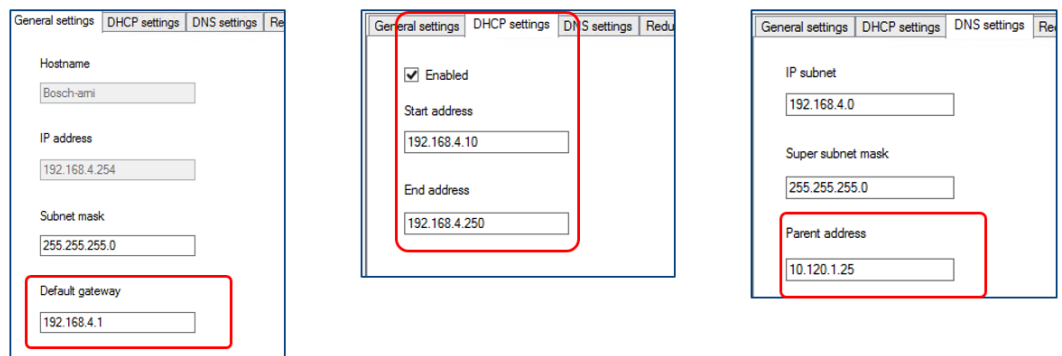 General settings DHCP settings DNS settings Re
Hostname
Bosch-ami
IP address
192.168.4.254
Subnet mask
255.255.255.0
Default gateway
192.168.4.1
General settings DHCP settings DNS settings Redu
Enabled
Start address
192.168.4.10
End address
192.168.4.250
General settings DHCP settings DNS settings Re
IP subnet
192.168.4.0
Super subnet mask
255.255.255.0
Parent address
10.120.1.25